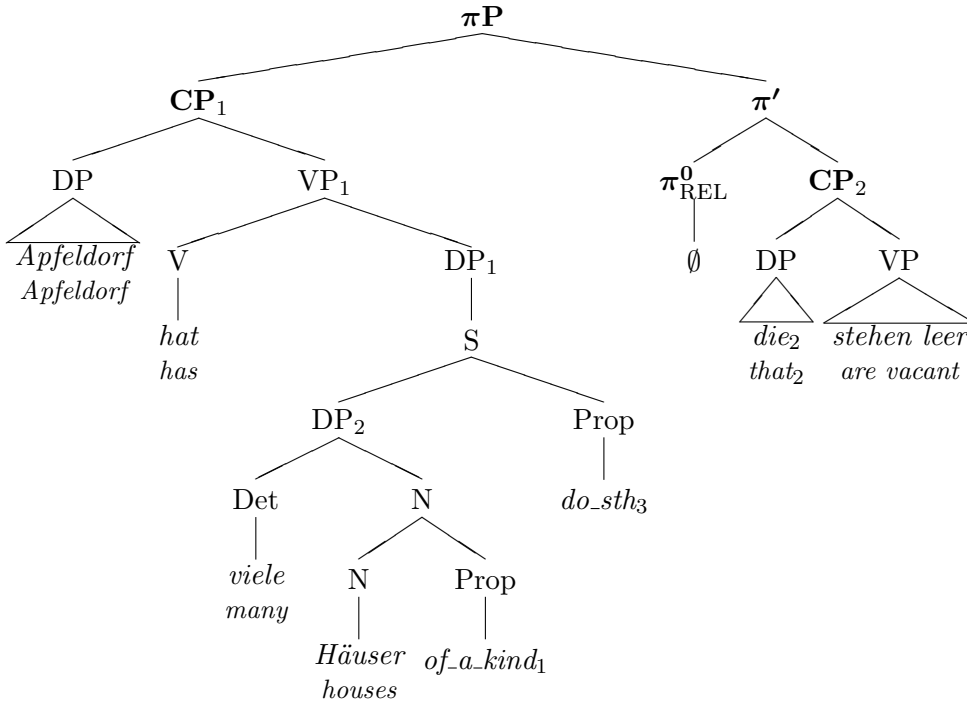 πP
CP₁ π′
DP VP₁ π⁰REL CP₂
Apfeldorf V DP₁ ∅ DP VP
Apfeldorf
hat S die₂ stehen leer
has that₂ are vacant
DP₂ Prop
Det N do_sth₃
viele N Prop
many
Häuser of_a_kind₁
houses